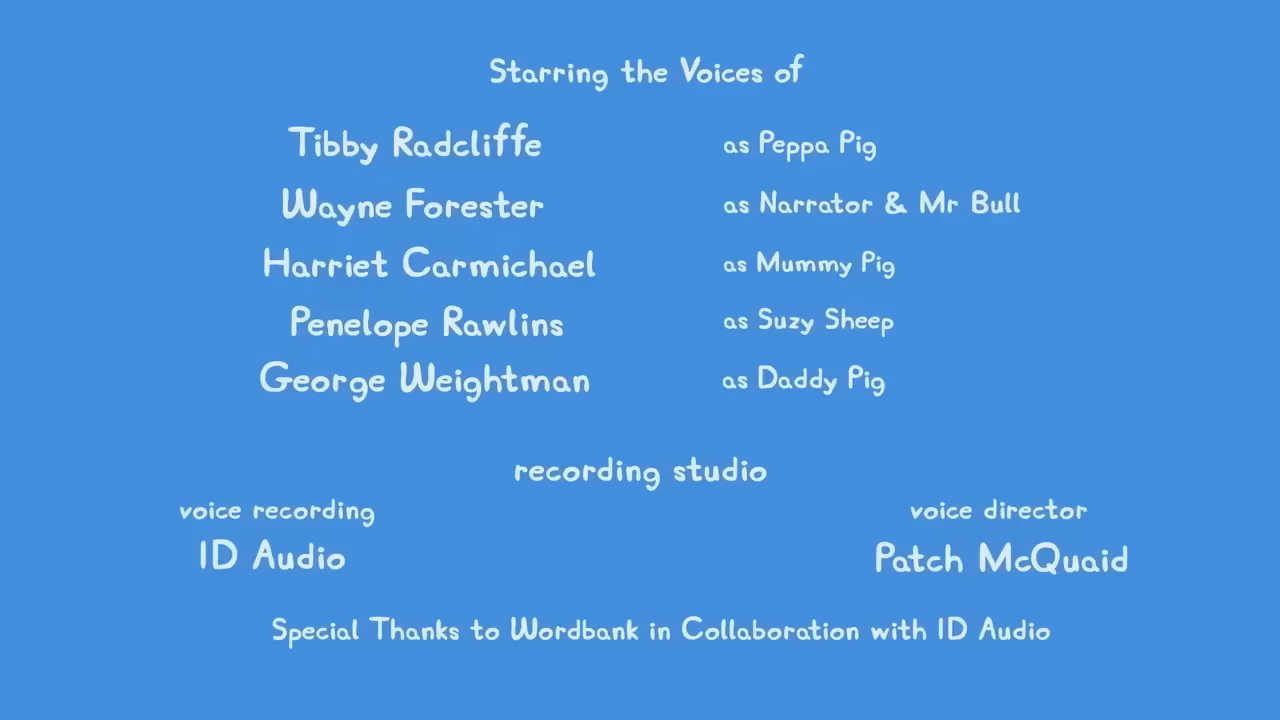 Starring the Voices of
Tibby Radcliffe as Peppa Pig
Wayne Forester as Narrator & Mr Bull
Harriet Carmichael as Mummy Pig
Penelope Rawlins as Suzy Sheep
George Weightman as Daddy Pig
recording studio
voice recording voice director
ID Audio Patch McQuaid
Special Thanks to Wordbank in Collaboration with ID Audio